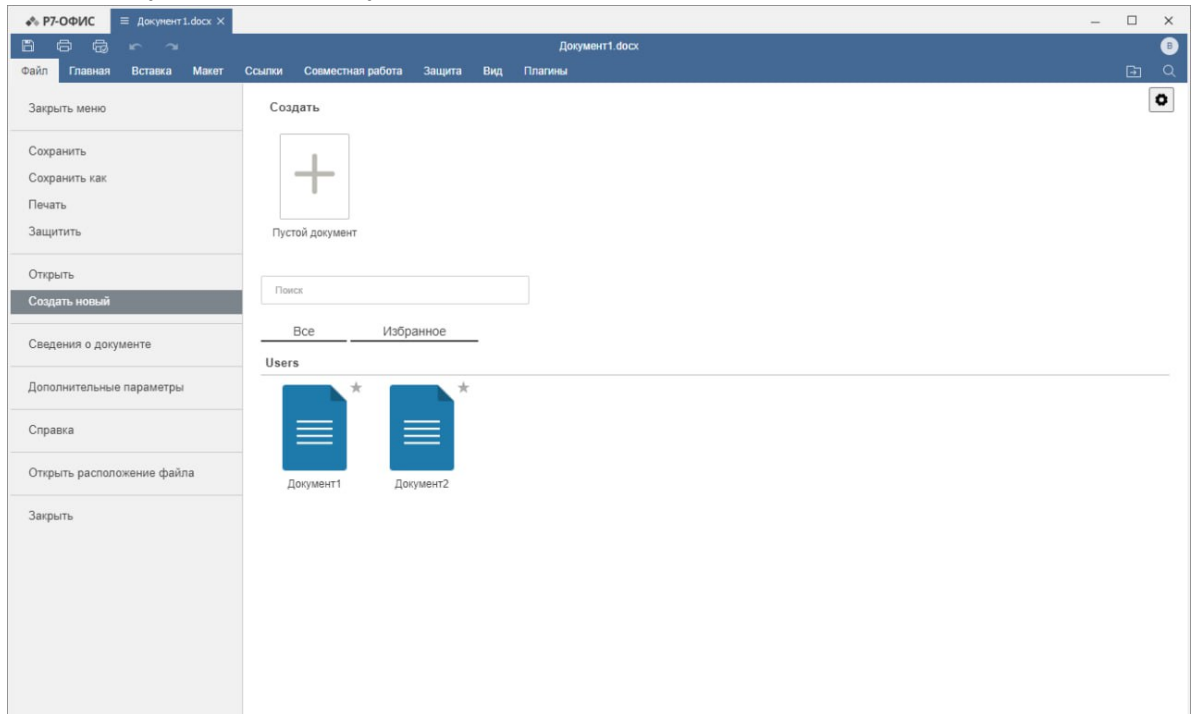 Р7-ОФИС
Документ1.docx
Документ1.docx
В
Файл Главная Вставка Макет Ссылки Совместная работа Защита Вид Плагины
Закрыть меню
Сохранить
Сохранить как
Печать
Защитить
Открыть
Создать новый
Сведения о документе
Дополнительные параметры
Справка
Открыть расположение файла
Закрыть
Создать
Пустой документ
Поиск
Все Избранное
Users
Документ1 Документ2